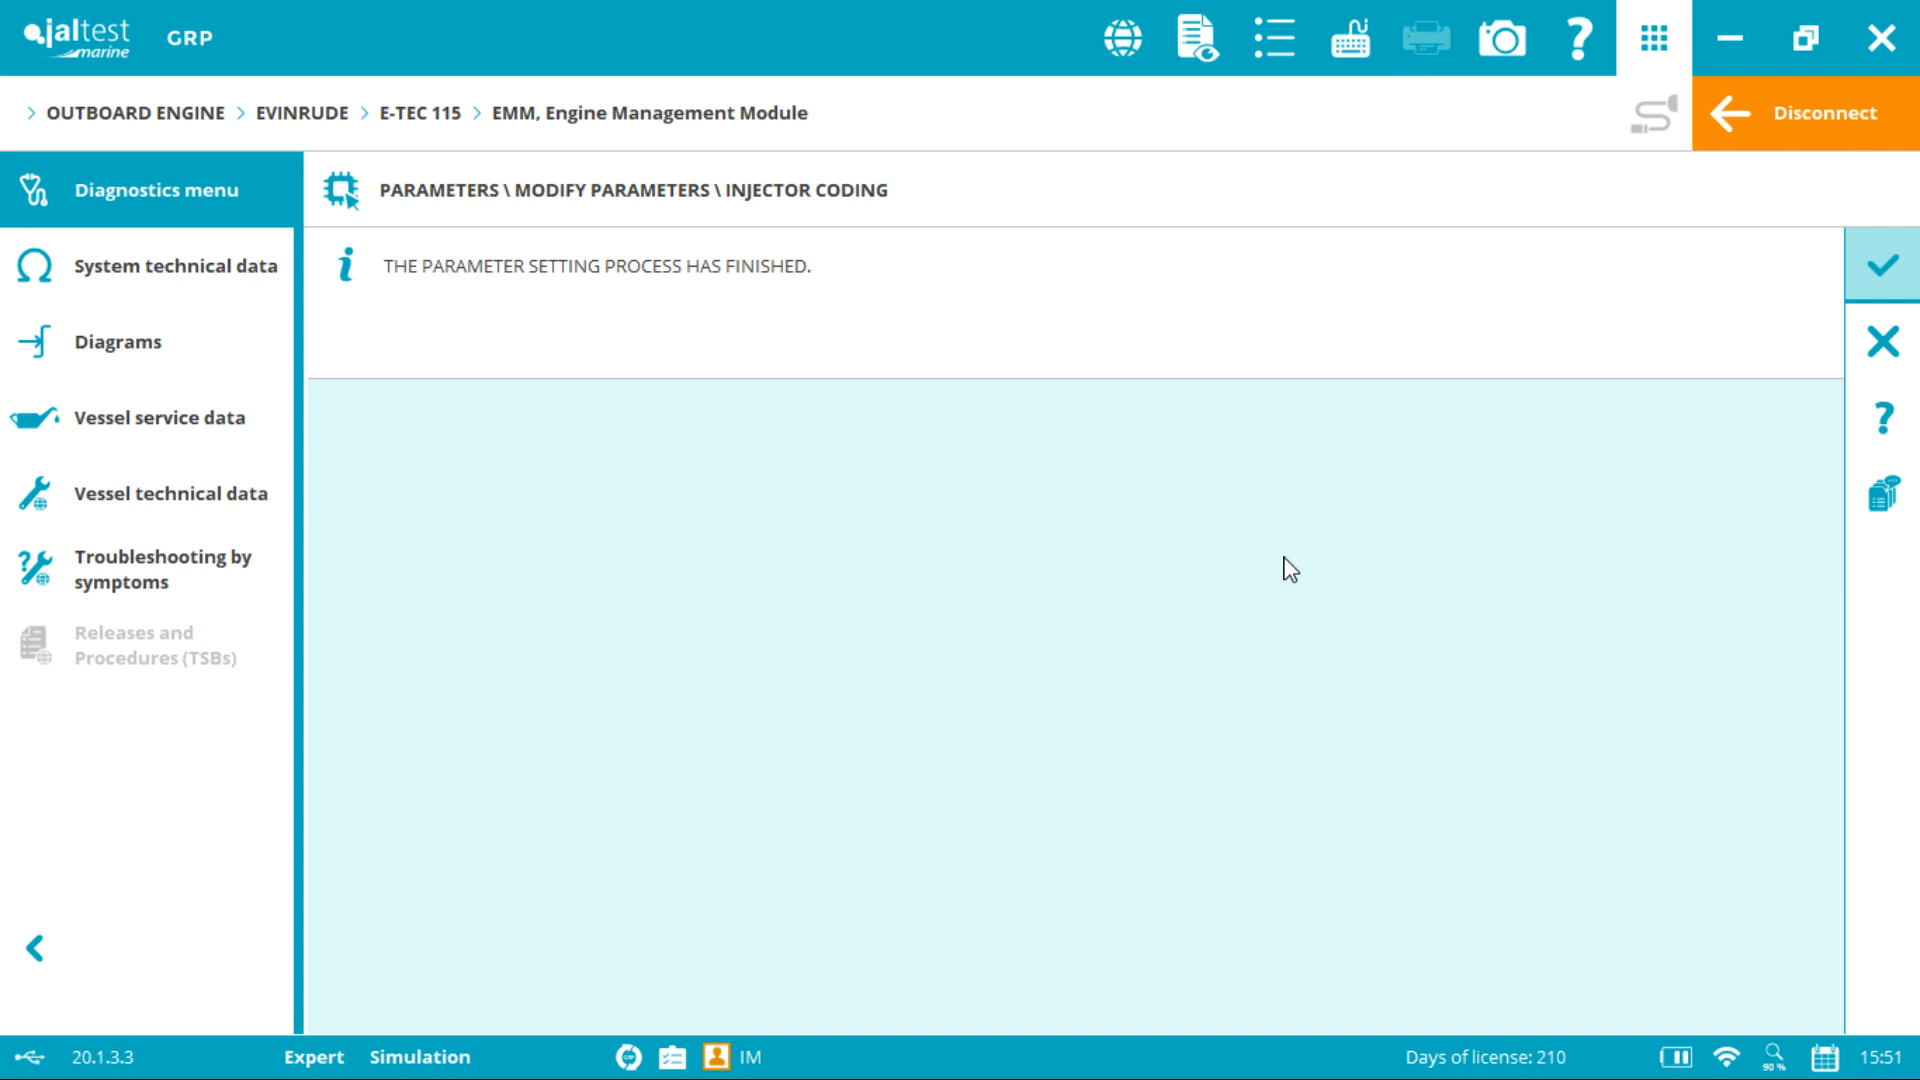 jaltest
marine
GRP
OUTBOARD ENGINE
EVINRUDE
E-TEC 115
EMM, Engine Management Module
Disconnect
Diagnostics menu
PARAMETERS \ MODIFY PARAMETERS \ INJECTOR CODING
System technical data
THE PARAMETER SETTING PROCESS HAS FINISHED.
Diagrams
Vessel service data
Vessel technical data
Troubleshooting by
symptoms
Releases and
Procedures (TSBs)
20.1.3.3
Expert
Simulation
IM
Days of license: 210
90 %
15:51